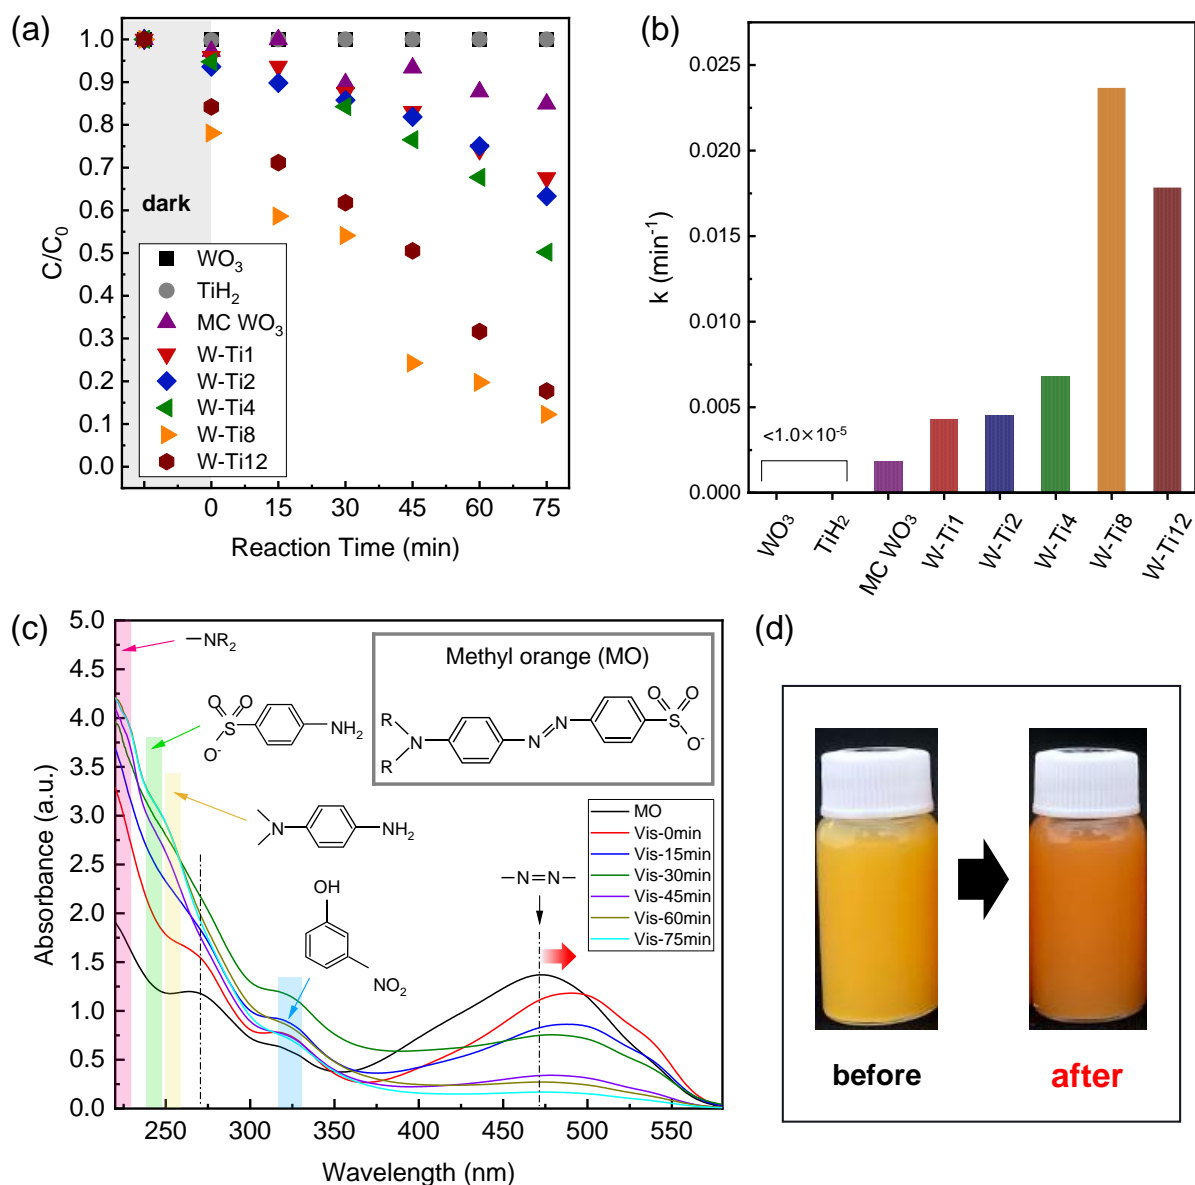 (a)
1.0
0.9
0.8
0.7
0.6
0.5
0.4
0.3
0.2
0.1
0.0
C/C₀
dark
WO₃
TiH₂
MC WO₃
W-Ti1
W-Ti2
W-Ti4
W-Ti8
W-Ti12
0 15 30 45 60 75
Reaction Time (min)
(b)
0.025
0.020
0.015
0.010
0.005
0.000
k (min⁻¹)
<1.0×10⁻⁵
WO₃
TiH₂
MC WO₃
W-Ti1
W-Ti2
W-Ti4
W-Ti8
W-Ti12
(c)
5.0
4.5
4.0
3.5
3.0
2.5
2.0
1.5
1.0
0.5
0.0
Absorbance (a.u.)
—NR₂
O O
S
O⁻
NH₂
N
NH₂
OH
NO₂
Methyl orange (MO)
R
N
R
N=N
O O
S
O⁻
MO
Vis-0min
Vis-15min
Vis-30min
Vis-45min
Vis-60min
Vis-75min
—N=N—
250 300 350 400 450 500 550
Wavelength (nm)
(d)
before
after